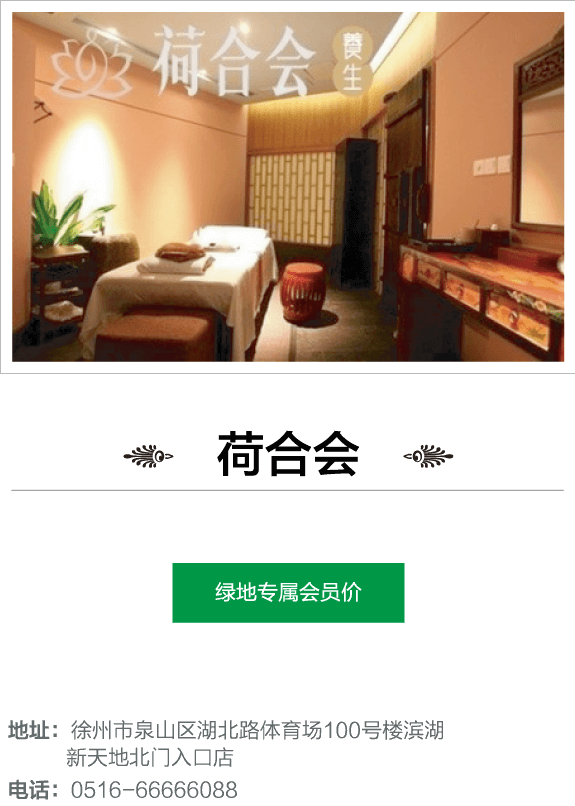 荷合会 養生
荷合会
绿地专属会员价
地址：徐州市泉山区湖北路体育场100号楼滨湖
新天地北门入口店
电话：0516-66666088